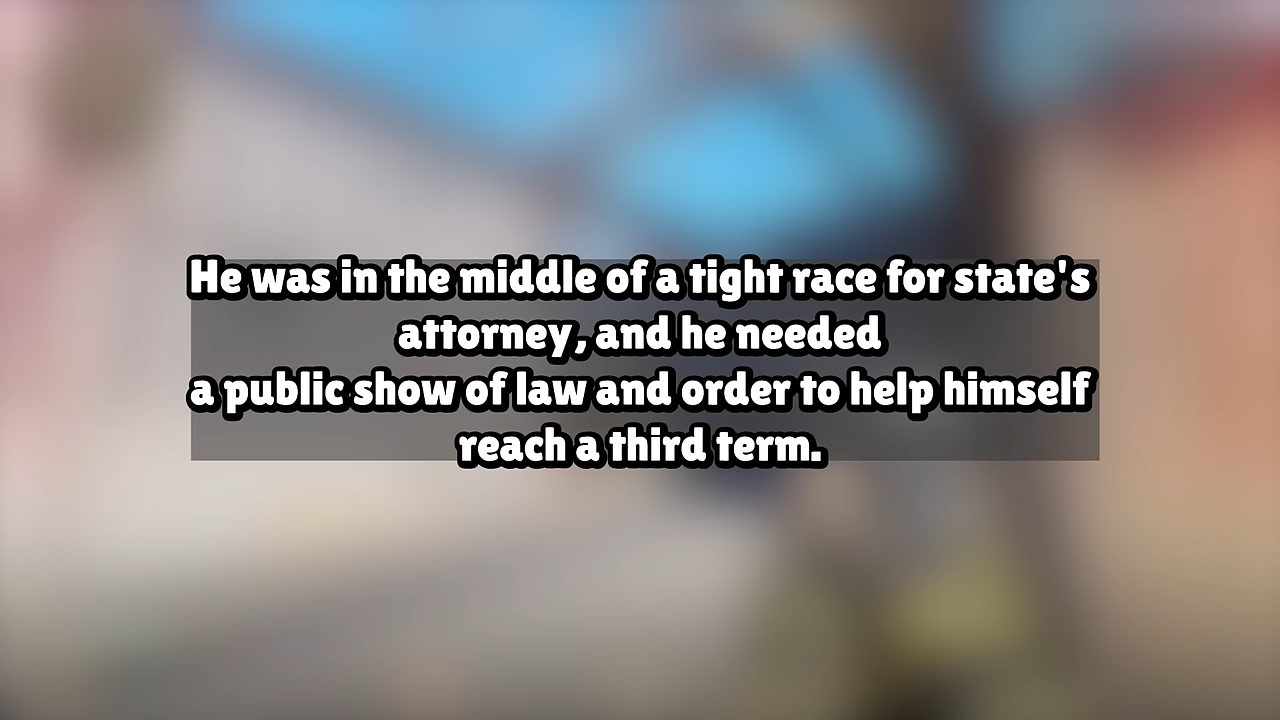 He was in the middle of a tight race for state's
attorney, and he needed
a public show of law and order to help himself
reach a third term.